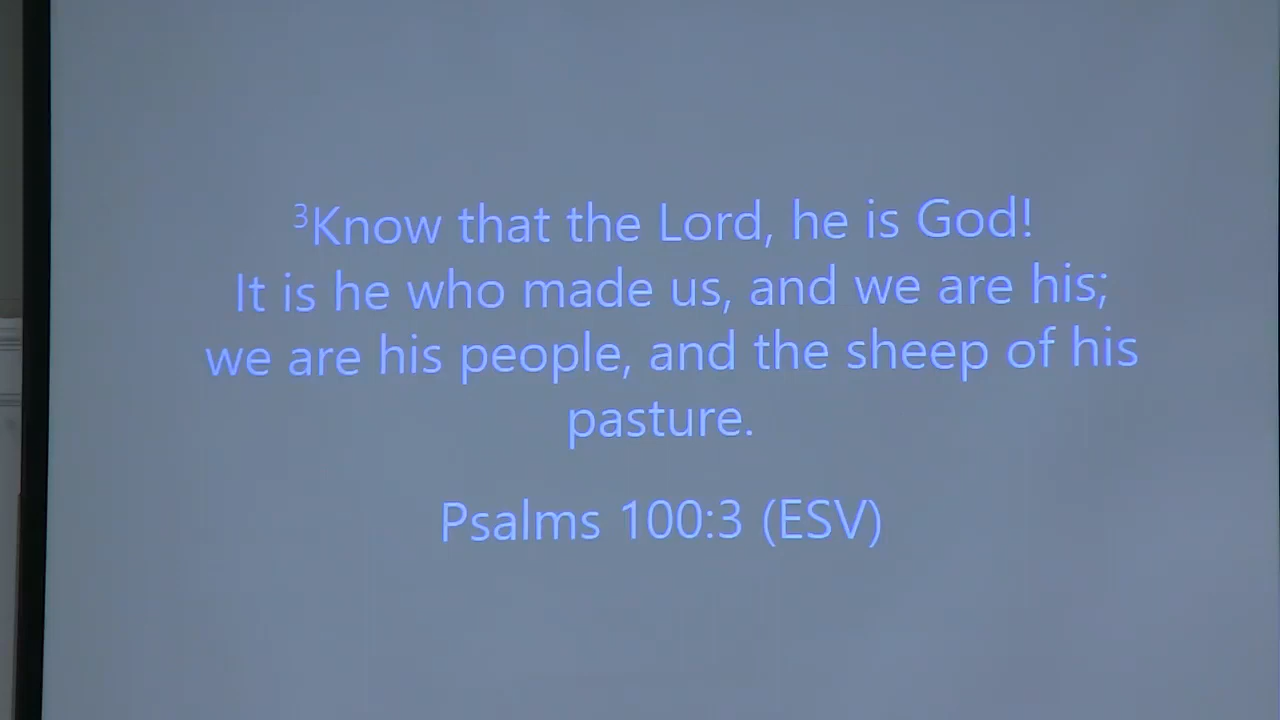 ³Know that the Lord, he is God!
It is he who made us, and we are his;
we are his people, and the sheep of his
pasture.
Psalms 100:3 (ESV)